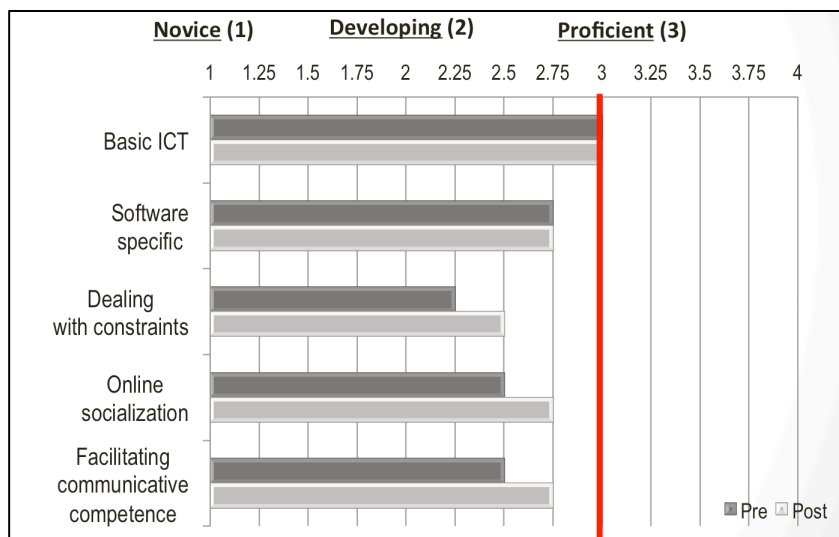 Novice (1) Developing (2) Proficient (3)
1 1.25 1.5 1.75 2 2.25 2.5 2.75 3 3.25 3.5 3.75 4
Basic ICT
Software
specific
Dealing
with constraints
Online
socialization
Facilitating
communicative
competence
Pre Post